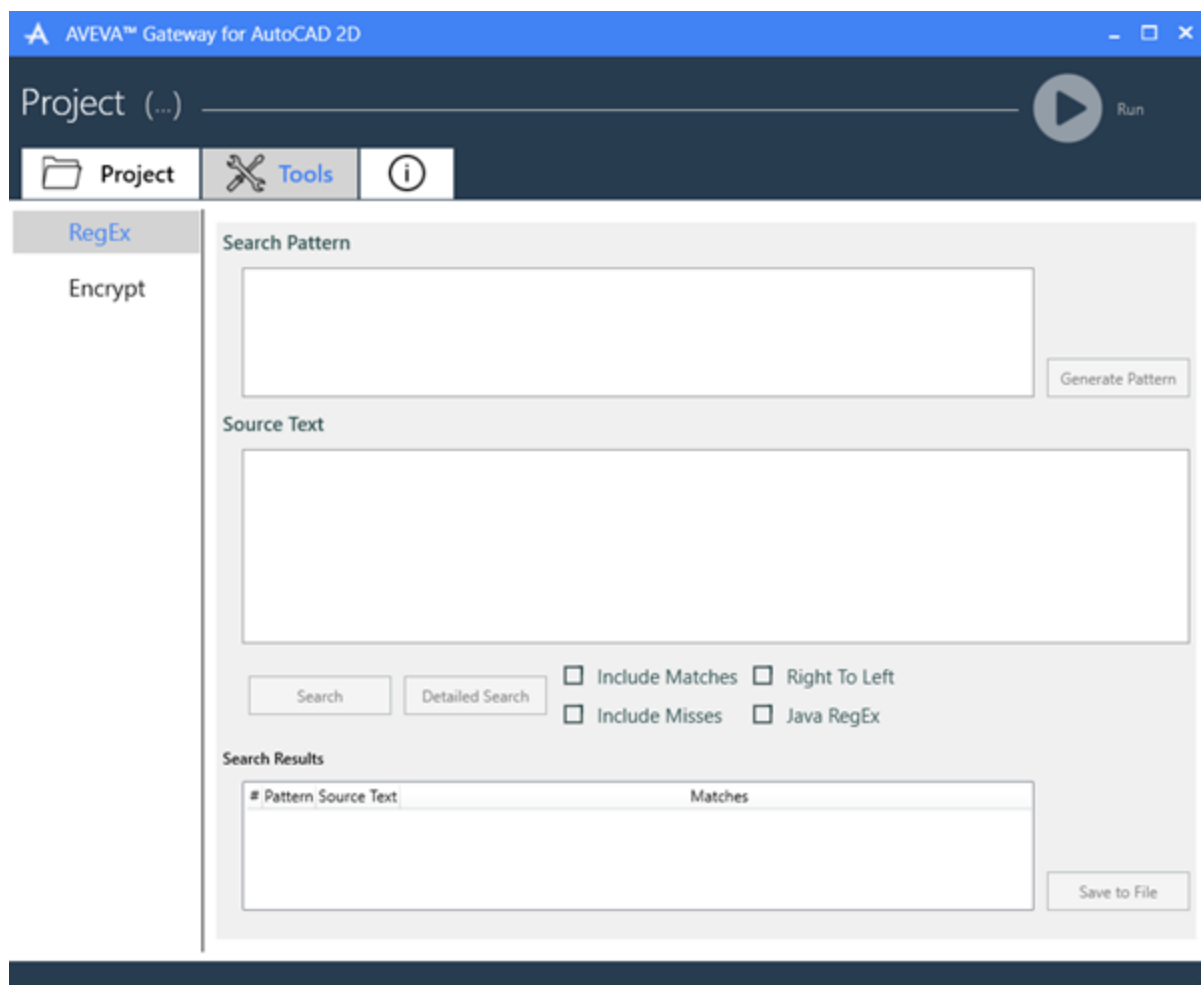 AVEVA™ Gateway for AutoCAD 2D
Project (...)
Run
Project
Tools
RegEx
Encrypt
Search Pattern
Generate Pattern
Source Text
Search
Detailed Search
Include Matches
Right To Left
Include Misses
Java RegEx
Search Results
# Pattern Source Text Matches
Save to File